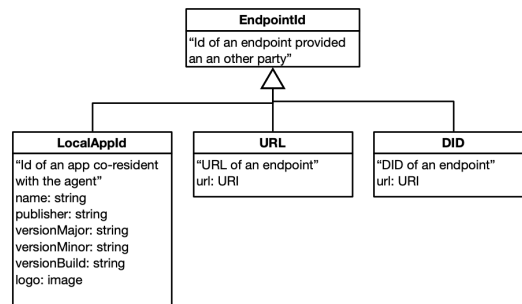 EndpointId
“Id of an endpoint provided
an an other party”
LocalAppId
“Id of an app co-resident
with the agent”
name: string
publisher: string
versionMajor: string
versionMinor: string
versionBuild: string
logo: image
URL
“URL of an endpoint”
url: URI
DID
“DID of an endpoint”
url: URI